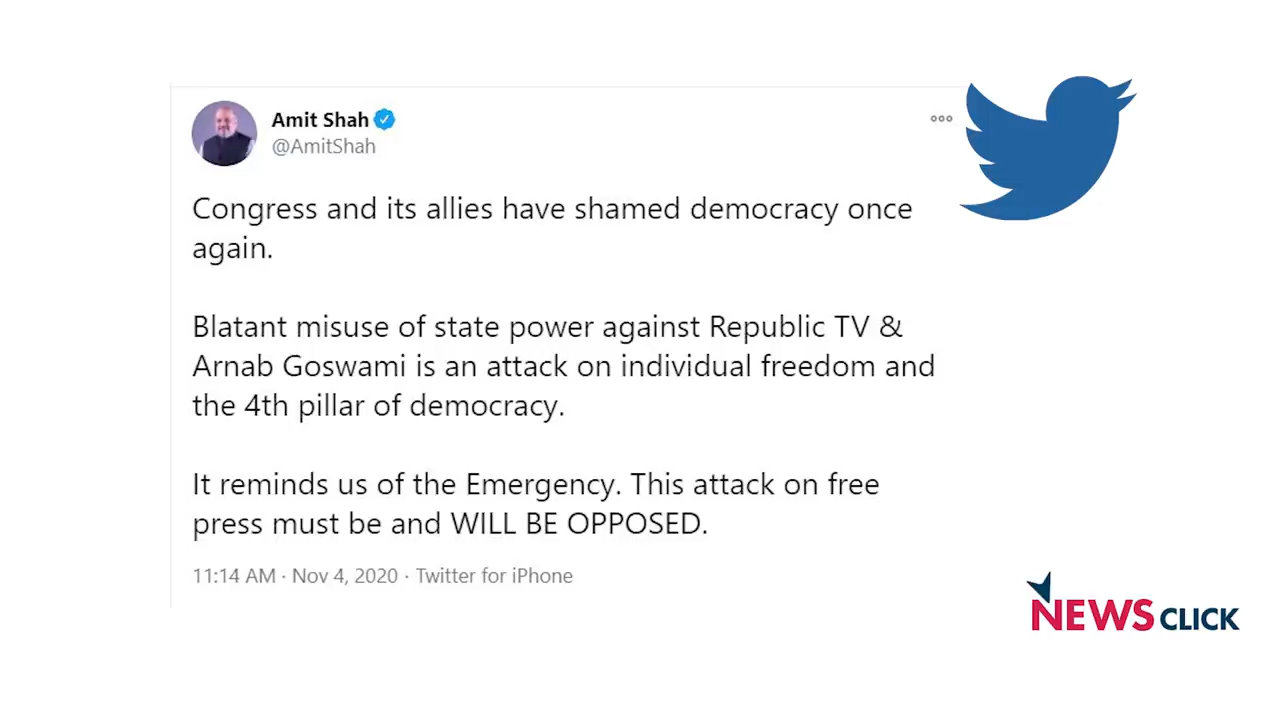 Amit Shah
@AmitShah
Congress and its allies have shamed democracy once
again.
Blatant misuse of state power against Republic TV &
Arnab Goswami is an attack on individual freedom and
the 4th pillar of democracy.
It reminds us of the Emergency. This attack on free
press must be and WILL BE OPPOSED.
11:14 AM · Nov 4, 2020 · Twitter for iPhone
NEWSCLICK